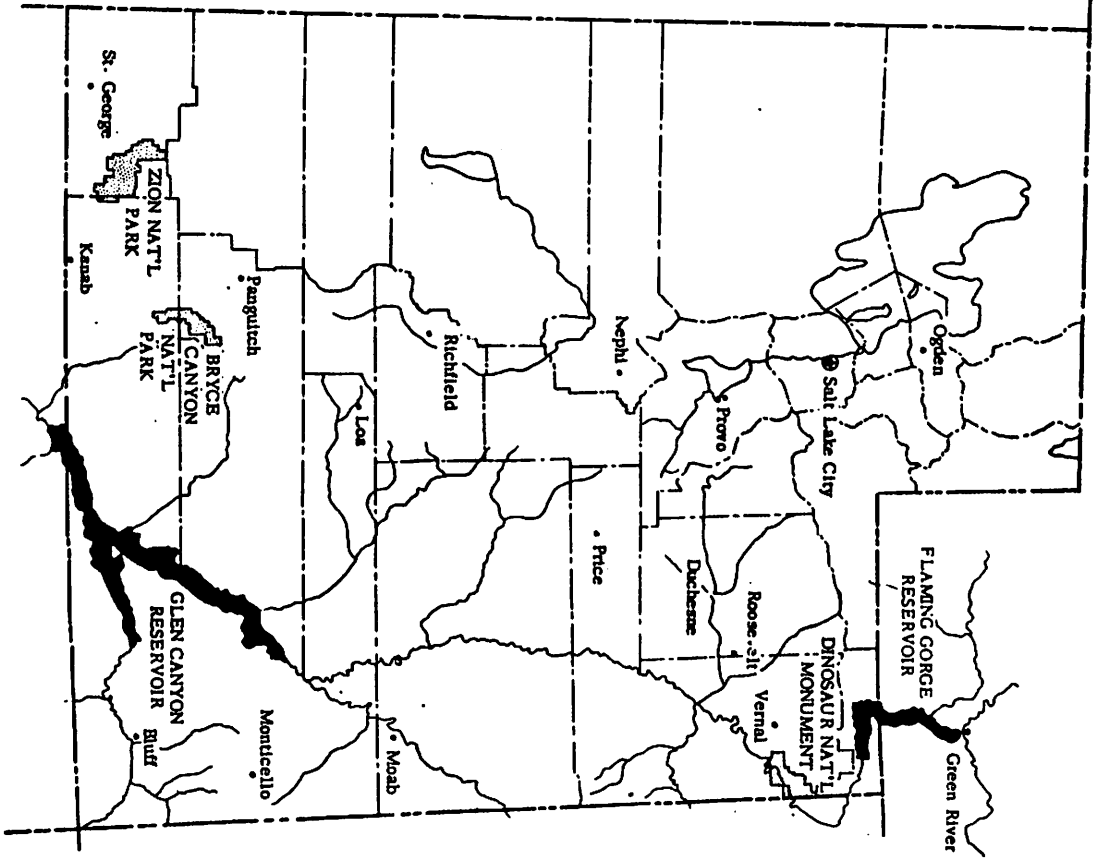 Ogden
Salt Lake City
Provo
Nephi
FLAMING GORGE
RESERVOIR
Green River
DINOSAUR NAT'L
MONUMENT
Vernal
Duchesne
Price
Richfield
Loa
Moab
Panguitch
BRYCE
CANYON
NAT'L
PARK
GLEN CANYON
RESERVOIR
Monticello
Bluff
St. George
ZION NAT'L
PARK
Kanab